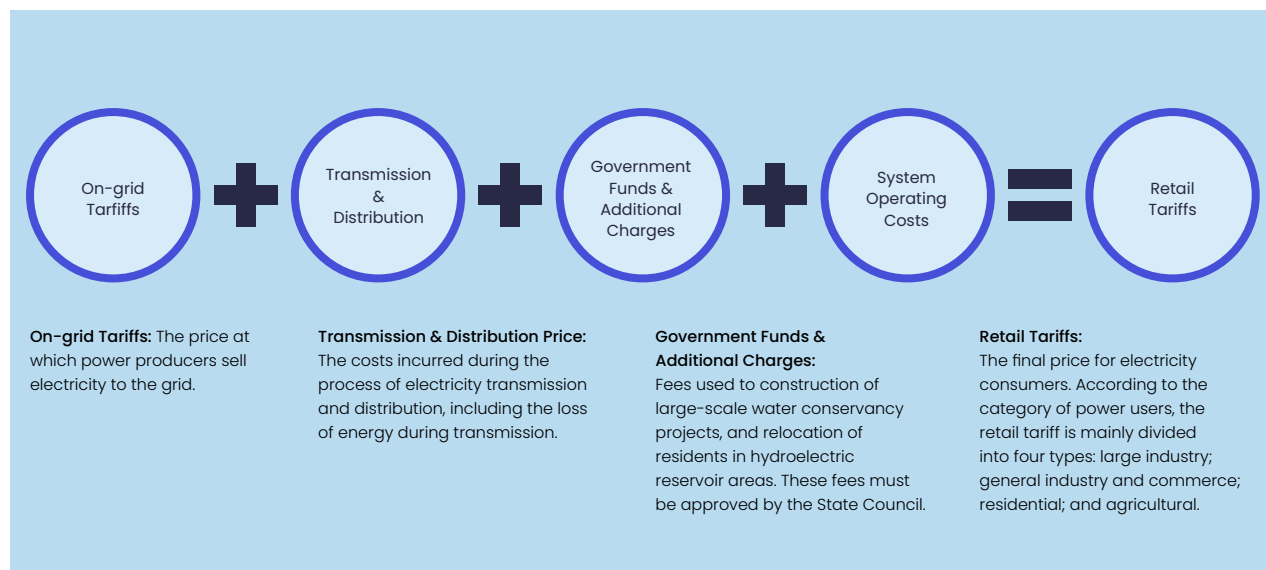 On-grid
Tarfiffs
Transmission
&
Distribution
Government
Funds &
Additional
Charges
System
Operating
Costs
Retail
Tariffs
On-grid Tariffs: The price at
which power producers sell
electricity to the grid.
Transmission & Distribution Price:
The costs incurred during the
process of electricity transmission
and distribution, including the loss
of energy during transmission.
Government Funds &
Additional Charges:
Fees used to construction of
large-scale water conservancy
projects, and relocation of
residents in hydroelectric
reservoir areas. These fees must
be approved by the State Council.
Retail Tariffs:
The final price for electricity
consumers. According to the
category of power users, the
retail tariff is mainly divided
into four types: large industry;
general industry and commerce;
residential; and agricultural.